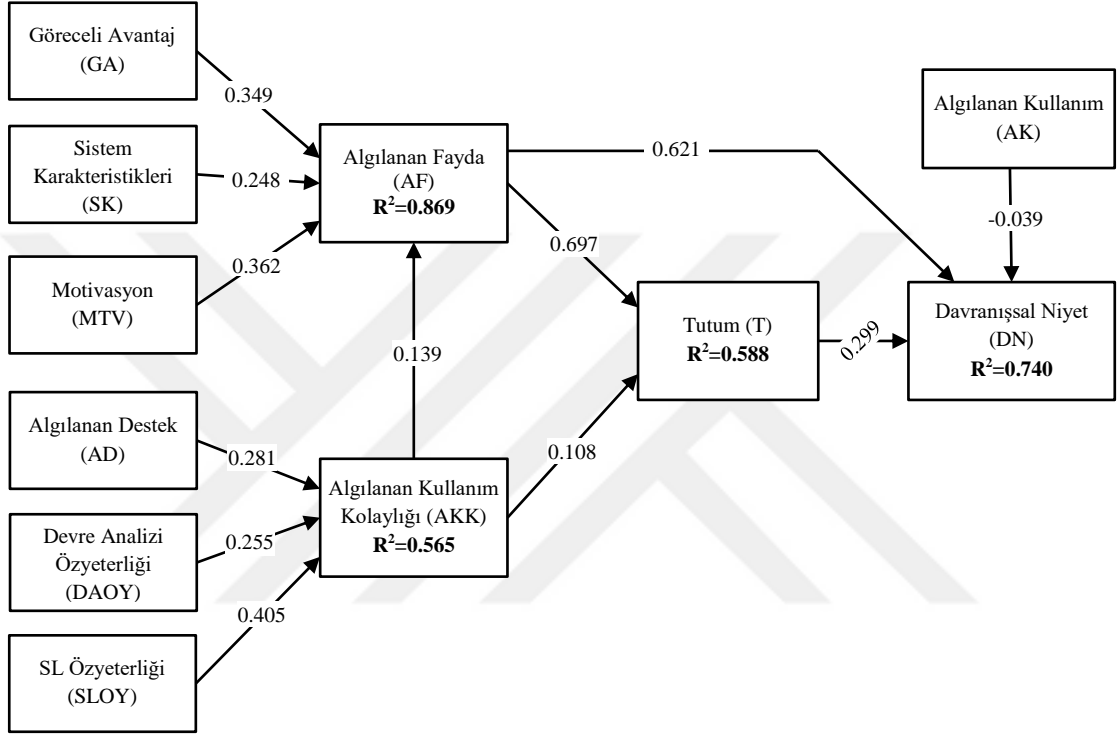 Göreceli Avantaj
(GA)
0.349
Sistem
Karakteristikleri
(SK)
0.248
Motivasyon
(MTV)
0.362
Algılanan Fayda
(AF)
R²=0.869
0.621
0.697
0.139
Algılanan Kullanım
(AK)
-0.039
Tutum (T)
R²=0.588
0.299
Davranışsal Niyet
(DN)
R²=0.740
Algılanan Destek
(AD)
0.281
Devre Analizi
Özyeterliği
(DAOY)
0.255
SL Özyeterliği
(SLOY)
0.405
Algılanan Kullanım
Kolaylığı (AKK)
R²=0.565
0.108